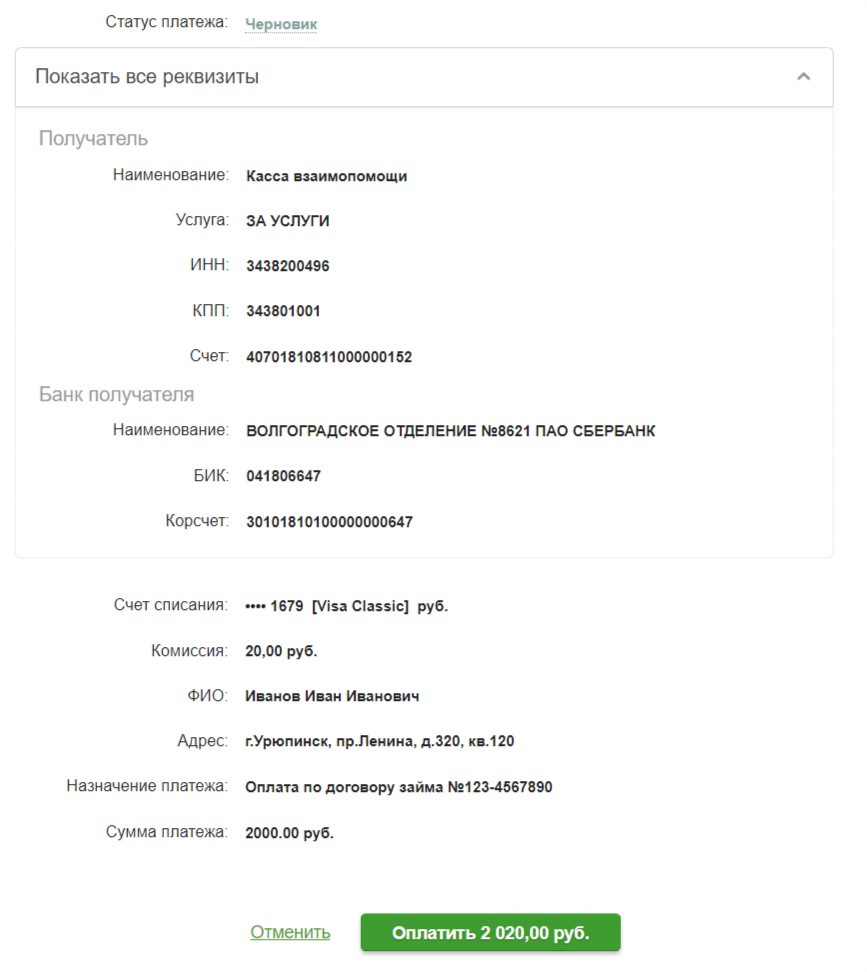 Статус платежа: Черновик
Показать все реквизиты
Получатель
Наименование: Касса взаимопомощи
Услуга: ЗА УСЛУГИ
ИНН: 3438200496
КПП: 343801001
Счет: 40701810811000000152
Банк получателя
Наименование: ВОЛГОГРАДСКОЕ ОТДЕЛЕНИЕ №8621 ПАО СБЕРБАНК
БИК: 041806647
Корсчет: 30101810100000000647
Счет списания: •••• 1679 [Visa Classic] руб.
Комиссия: 20,00 руб.
ФИО: Иванов Иван Иванович
Адрес: г.Урюпинск, пр.Ленина, д.320, кв.120
Назначение платежа: Оплата по договору займа №123-4567890
Сумма платежа: 2000.00 руб.
Отменить Оплатить 2 020,00 руб.